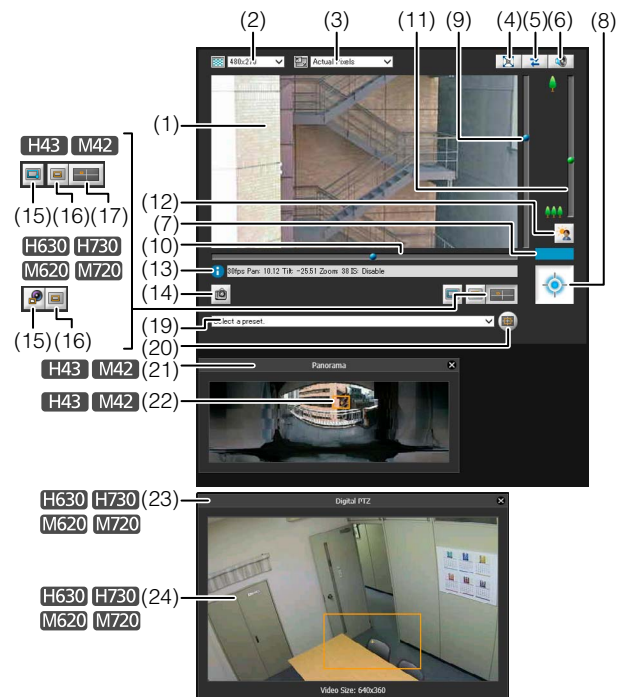 (2) (3) (11) (9) (4)(5)(6) (8)
480x270 Actual Pixels
(1)
H43 M42
(15)(16)(17)
(12)
(7)
(10)
H630 H730
M620 M720
(13) 30fps Pan: 10.12 Tilt: -25.51 Zoom: 38 IS: Disable
(14)
(15)(16)
(19) Select a preset.
(20)
H43 M42 (21) Panorama
H43 M42 (22)
H630 H730 (23) Digital PTZ
M620 M720
H630 H730 (24)
M620 M720
Video Size: 640x360